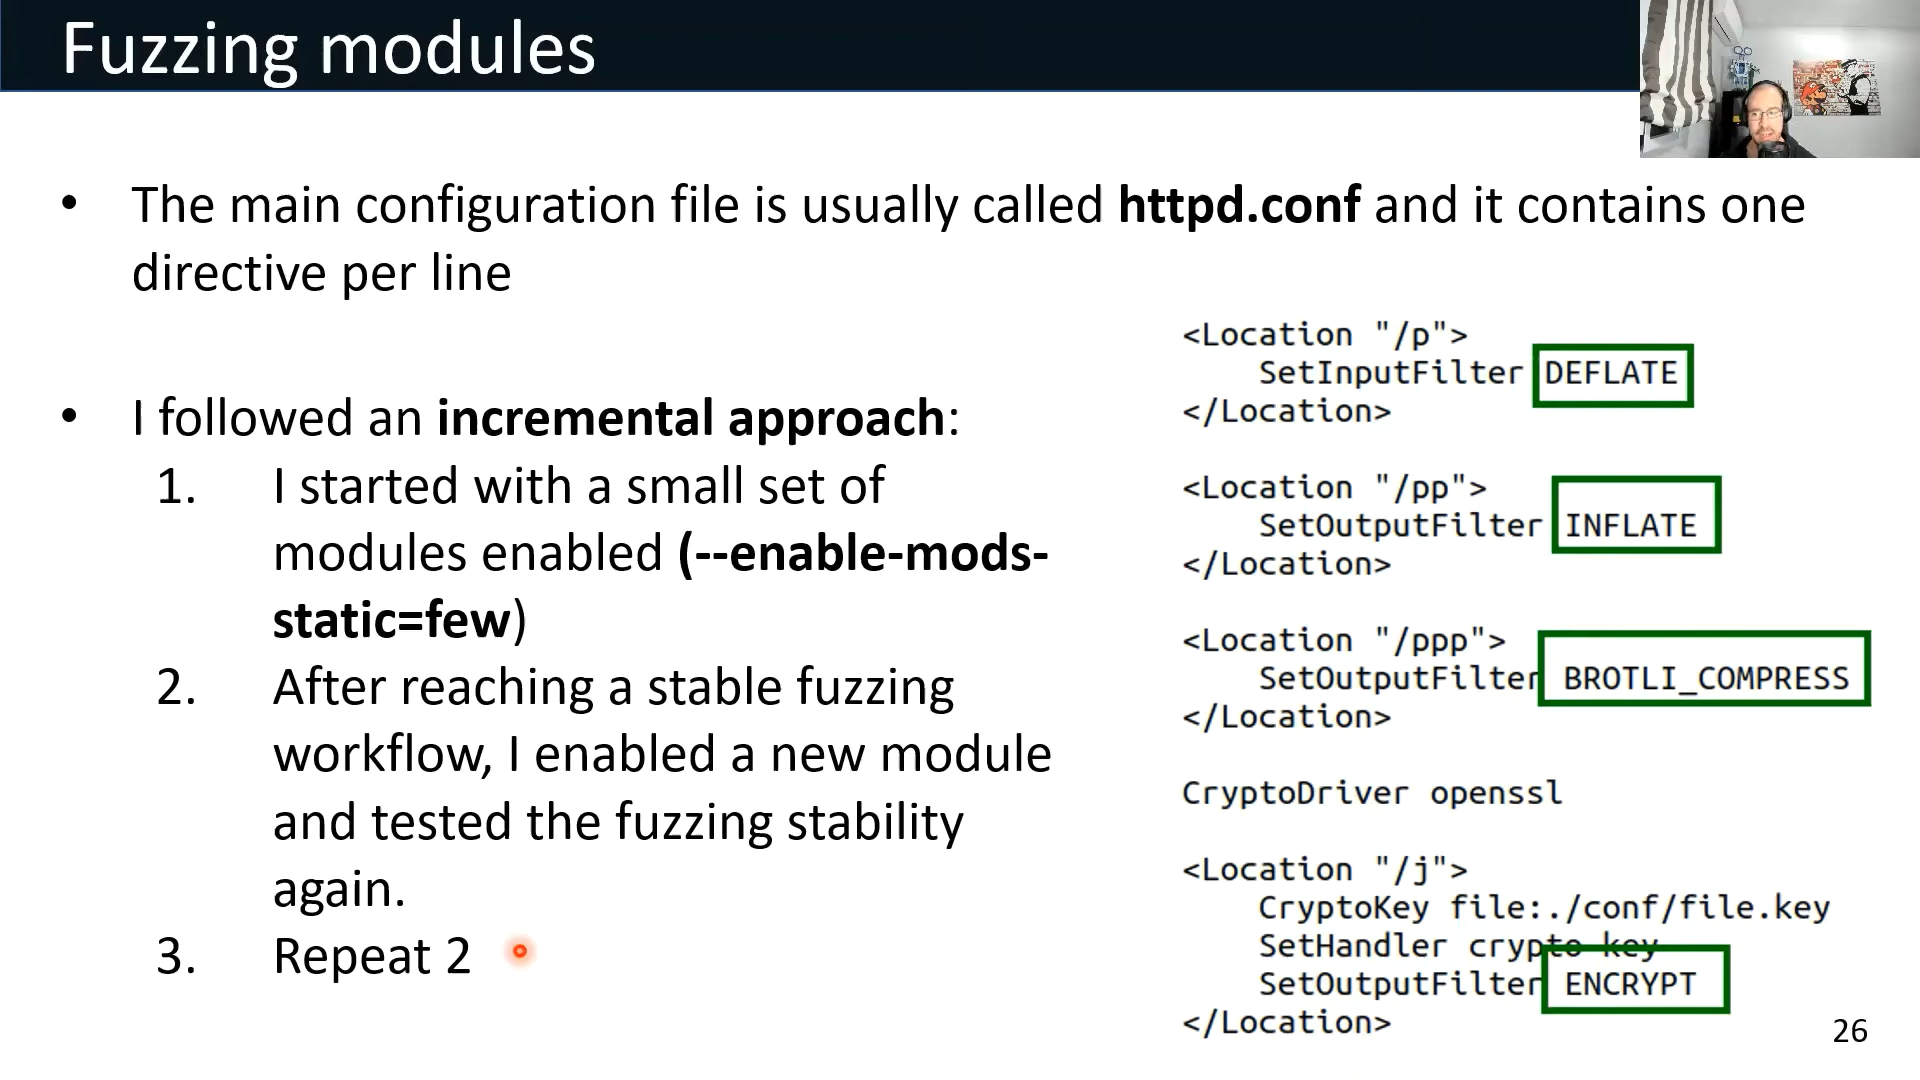 Fuzzing modules
• The main configuration file is usually called httpd.conf and it contains one
directive per line
• I followed an incremental approach:
1. I started with a small set of
modules enabled (--enable-mods-
static=few)
2. After reaching a stable fuzzing
workflow, I enabled a new module
and tested the fuzzing stability
again.
3. Repeat 2
<Location "/p">
SetInputFilter DEFLATE
</Location>
<Location "/pp">
SetOutputFilter INFLATE
</Location>
<Location "/ppp">
SetOutputFilter BROTLI_COMPRESS
</Location>
CryptoDriver openssl
<Location "/j">
CryptoKey file:./conf/file.key
SetHandler crypto-key
SetOutputFilter ENCRYPT
</Location>
26